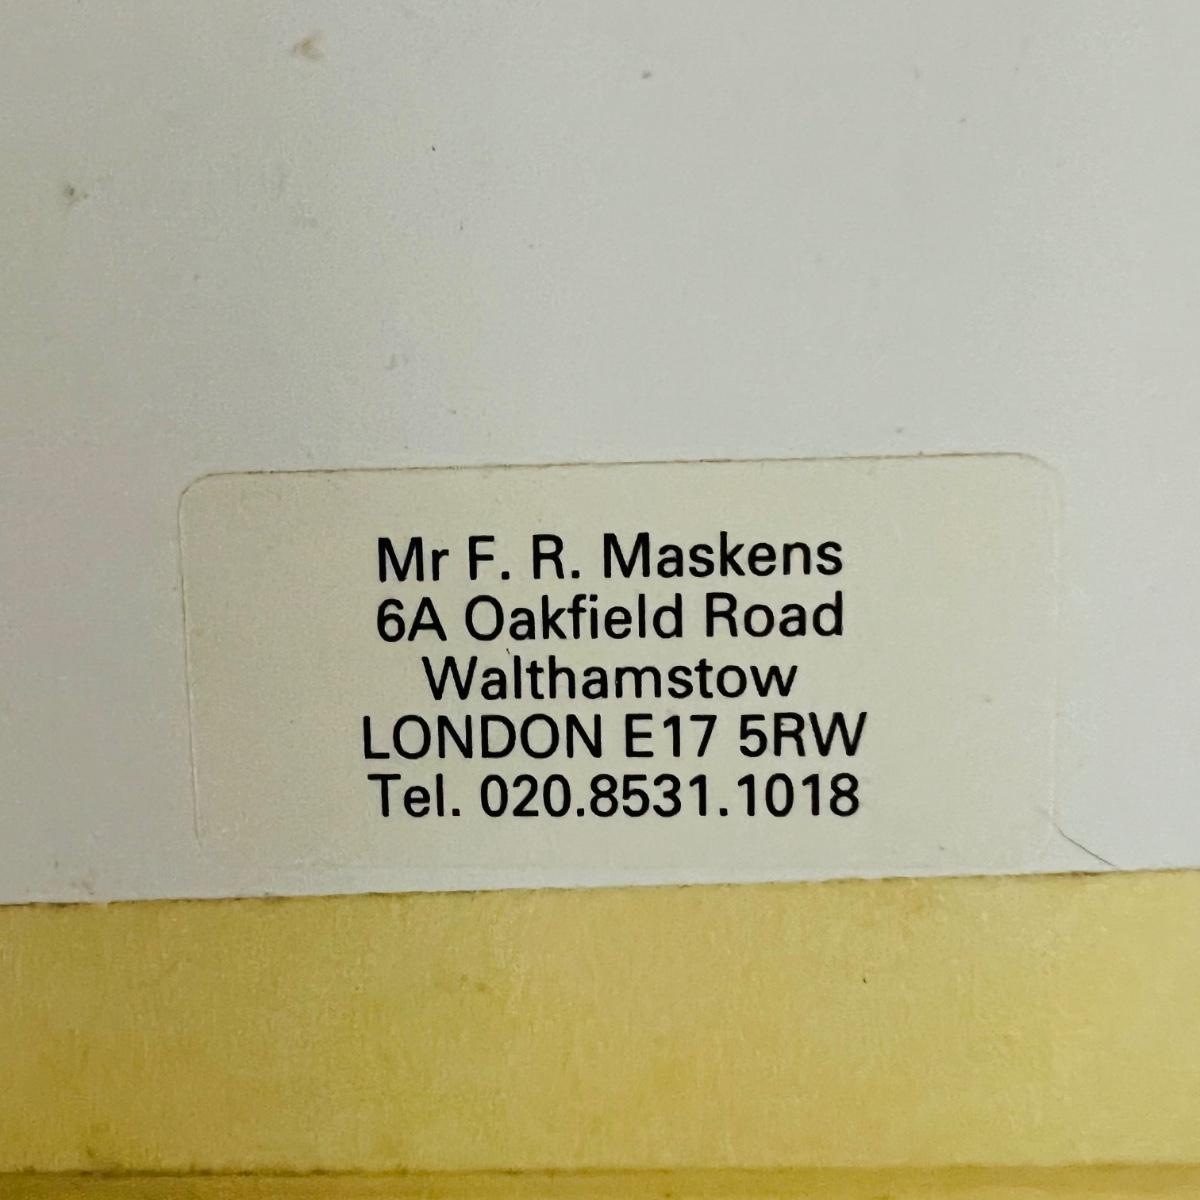 Mr F. R. Maskens
6A Oakfield Road
Walthamstow
LONDON E17 5RW
Tel. 020.8531.1018